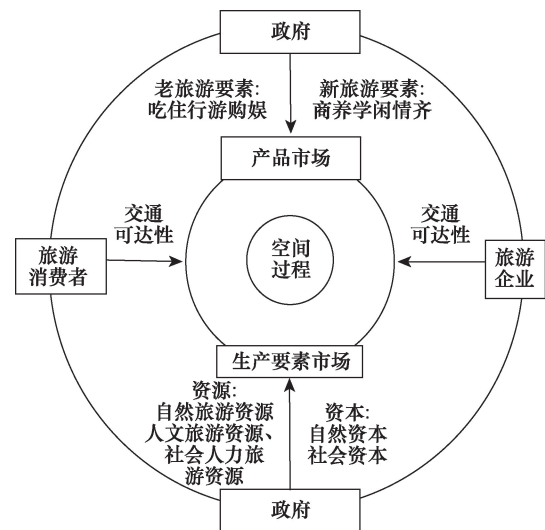 政府
老旅游要素:
吃住行游购娱
新旅游要素:
商养学闲情齐
产品市场
交通
可达性
交通
可达性
旅游
消费者
空间
过程
旅游
企业
生产要素市场
资源:
自然旅游资源
人文旅游资源、
社会人力旅
游资源
资本:
自然资本
社会资本
政府